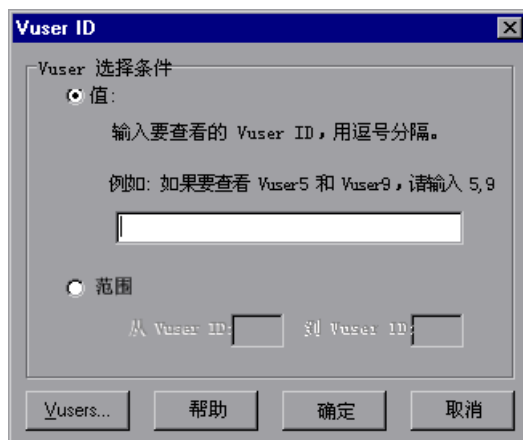 Vuser ID
Vuser 选择条件
值:
输入要查看的 Vuser ID，用逗号分隔。
例如: 如果要查看 Vuser5 和 Vuser9，请输入 5,9
范围
从 Vuser ID: 到 Vuser ID:
Vusers... 帮助 确定 取消